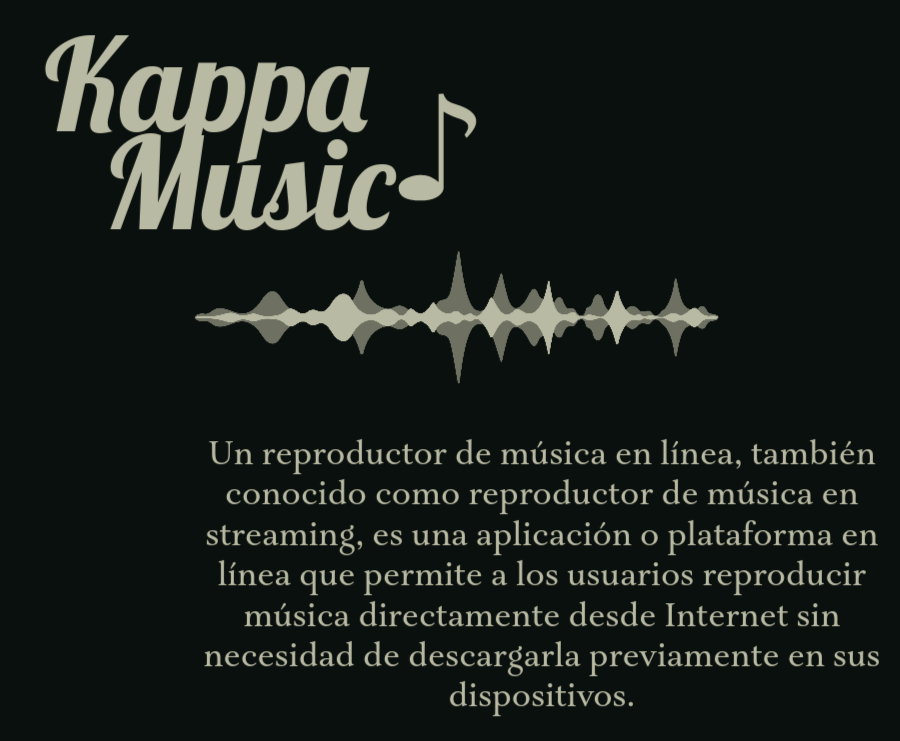 Kappa
Music
Un reproductor de música en línea, también
conocido como reproductor de música en
streaming, es una aplicación o plataforma en
línea que permite a los usuarios reproducir
música directamente desde Internet sin
necesidad de descargarla previamente en sus
dispositivos.